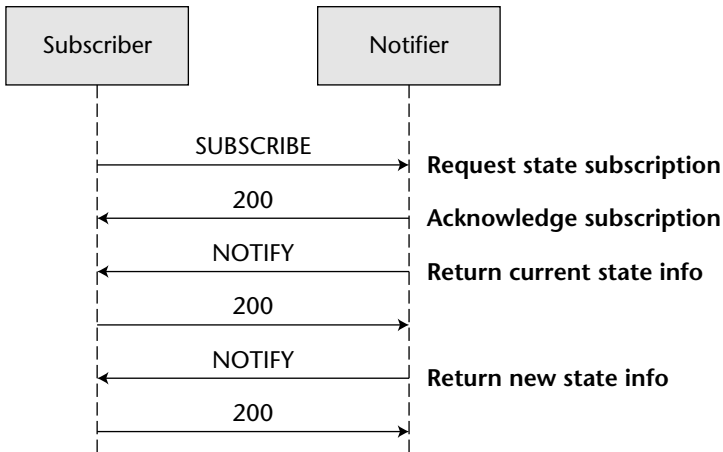 Subscriber
Notifier
SUBSCRIBE
Request state subscription
200
Acknowledge subscription
NOTIFY
Return current state info
200
NOTIFY
Return new state info
200